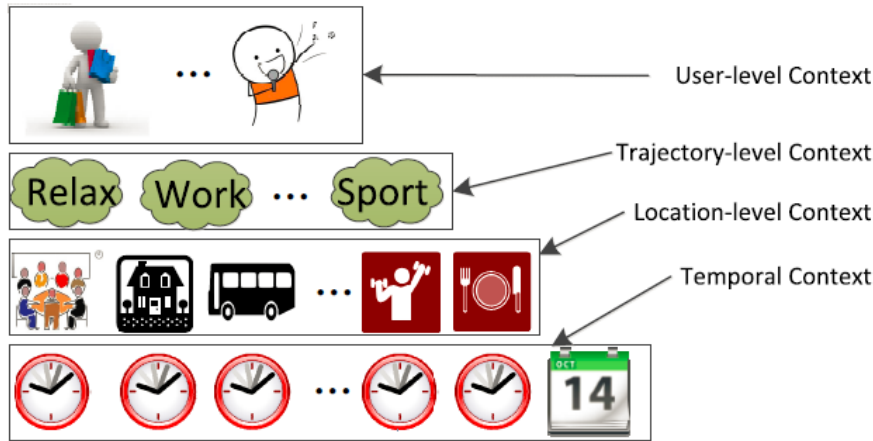 User-level Context
Trajectory-level Context
Relax Work ... Sport
Location-level Context
Temporal Context
OCT
14